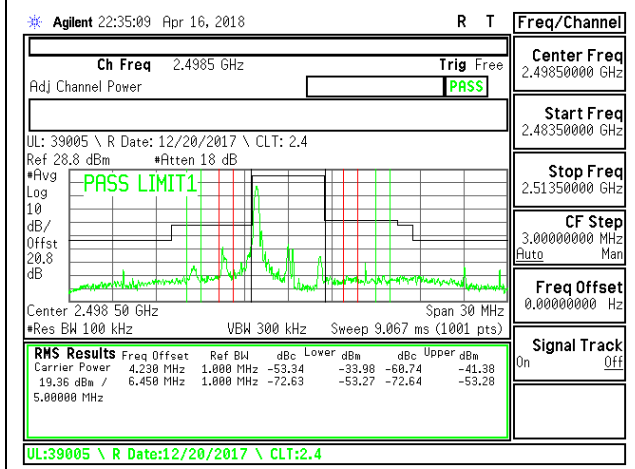 Agilent 22:35:09 Apr 16, 2018 R T
Freq/Channel
Ch Freq 2.4985 GHz Trig Free
Adj Channel Power
PASS
UL: 39005 \ R Date: 12/20/2017 \ CLT: 2.4
Ref 28.8 dBm #Atten 18 dB
#Avg
Log
10
dB/
Offst
20.8
dB
PASS LIMIT1
Center 2.498 50 GHz Span 30 MHz
#Res BW 100 kHz VBW 300 kHz Sweep 9.067 ms (1001 pts)
RMS Results Freq Offset Ref BW dBc Lower dBm dBc Upper dBm
Carrier Power 4.230 MHz 1.000 MHz -53.34 -33.98 -60.74 -41.38
19.36 dBm / 6.450 MHz 1.000 MHz -72.63 -53.27 -72.64 -53.28
5.00000 MHz
UL:39005 \ R Date:12/20/2017 \ CLT:2.4
Center Freq
2.49850000 GHz
Start Freq
2.48350000 GHz
Stop Freq
2.51350000 GHz
CF Step
3.00000000 MHz
Auto Man
Freq Offset
0.00000000 Hz
Signal Track
On Off